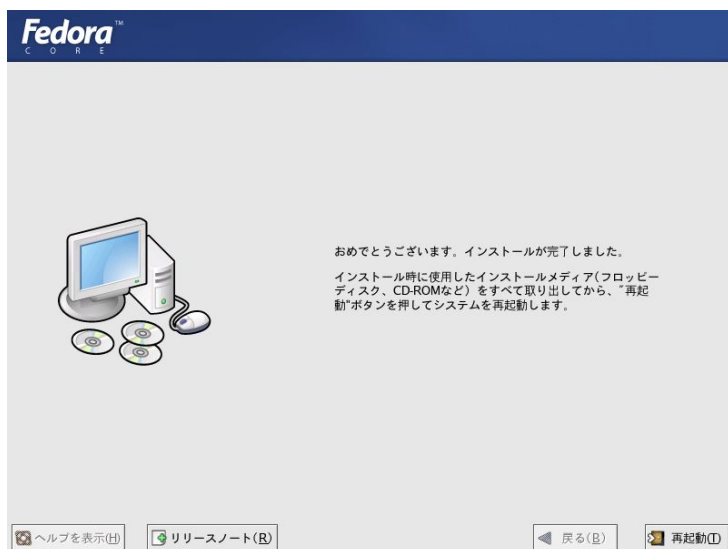 Fedora™
CORE
おめでとうございます。インストールが完了しました。
インストール時に使用したインストールメディア(フロッピー
ディスク、CD-ROMなど) をすべて取り出してから、"再起
動"ボタンを押してシステムを再起動します。
ヘルプを表示(H)
リリースノート(R)
戻る(B)
再起動(T)